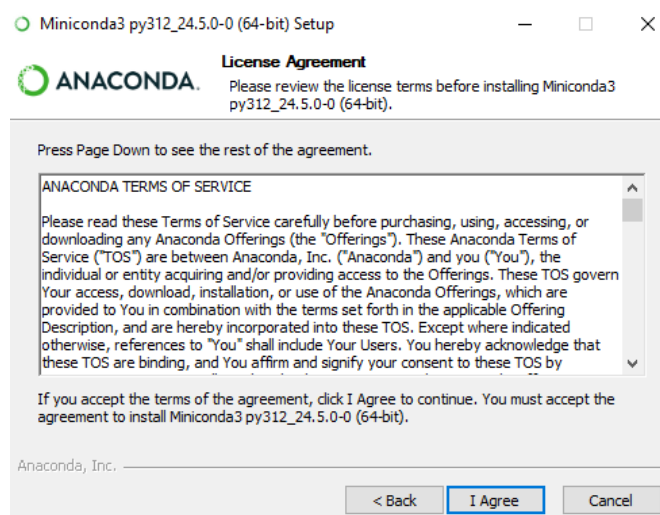 Miniconda3 py312_24.5.0-0 (64-bit) Setup
ANACONDA.
License Agreement
Please review the license terms before installing Miniconda3
py312_24.5.0-0 (64-bit).
Press Page Down to see the rest of the agreement.
ANACONDA TERMS OF SERVICE
Please read these Terms of Service carefully before purchasing, using, accessing, or
downloading any Anaconda Offerings (the "Offerings"). These Anaconda Terms of
Service ("TOS") are between Anaconda, Inc. ("Anaconda") and you ("You"), the
individual or entity acquiring and/or providing access to the Offerings. These TOS govern
Your access, download, installation, or use of the Anaconda Offerings, which are
provided to You in combination with the terms set forth in the applicable Offering
Description, and are hereby incorporated into these TOS. Except where indicated
otherwise, references to "You" shall include Your Users. You hereby acknowledge that
these TOS are binding, and You affirm and signify your consent to these TOS by
If you accept the terms of the agreement, click I Agree to continue. You must accept the
agreement to install Miniconda3 py312_24.5.0-0 (64-bit).
Anaconda, Inc.
< Back
I Agree
Cancel